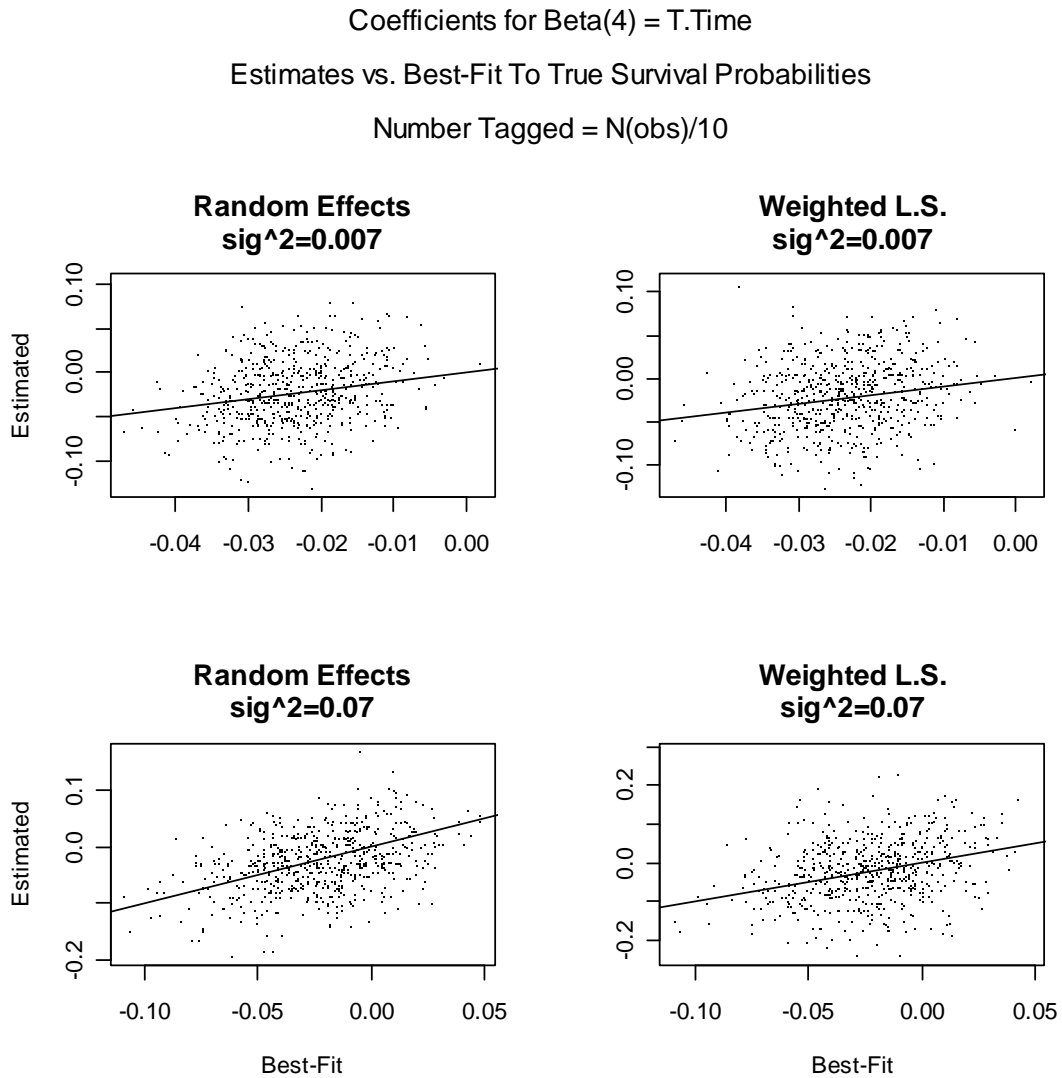 Coefficients for Beta(4) = T.Time
Estimates vs. Best-Fit To True Survival Probabilities
Number Tagged = N(obs)/10
Random Effects
sig^2=0.007
Estimated
0.10
0.00
-0.10
-0.04 -0.03 -0.02 -0.01 0.00
Weighted L.S.
sig^2=0.007
0.10
0.00
-0.10
-0.04 -0.03 -0.02 -0.01 0.00
Random Effects
sig^2=0.07
Estimated
0.1
0.0
-0.2
-0.10 -0.05 0.00 0.05
Best-Fit
Weighted L.S.
sig^2=0.07
0.2
0.0
-0.2
-0.10 -0.05 0.00 0.05
Best-Fit